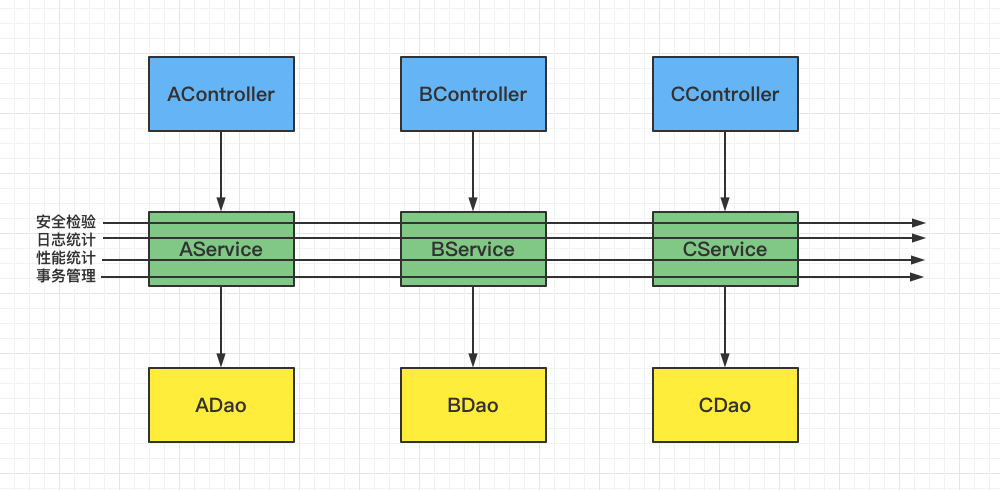 AController
BController
CController
安全检验
日志统计
性能统计
事务管理
AService
BService
CService
ADao
BDao
CDao